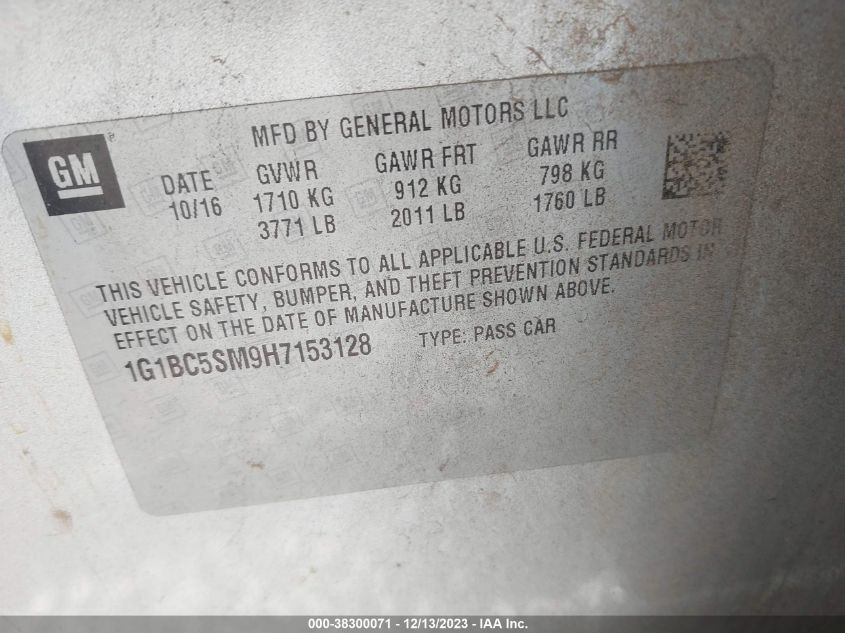 MFD BY GENERAL MOTORS LLC
GM ®
DATE GVWR GAWR FRT GAWR RR
10/16 1710 KG 912 KG 798 KG
3771 LB 2011 LB 1760 LB
THIS VEHICLE CONFORMS TO ALL APPLICABLE U.S. FEDERAL MOTOR
VEHICLE SAFETY, BUMPER, AND THEFT PREVENTION STANDARDS IN
EFFECT ON THE DATE OF MANUFACTURE SHOWN ABOVE.
1G1BC5SM9H7153128 TYPE: PASS CAR
000-38300071 - 12/13/2023 - IAA Inc.